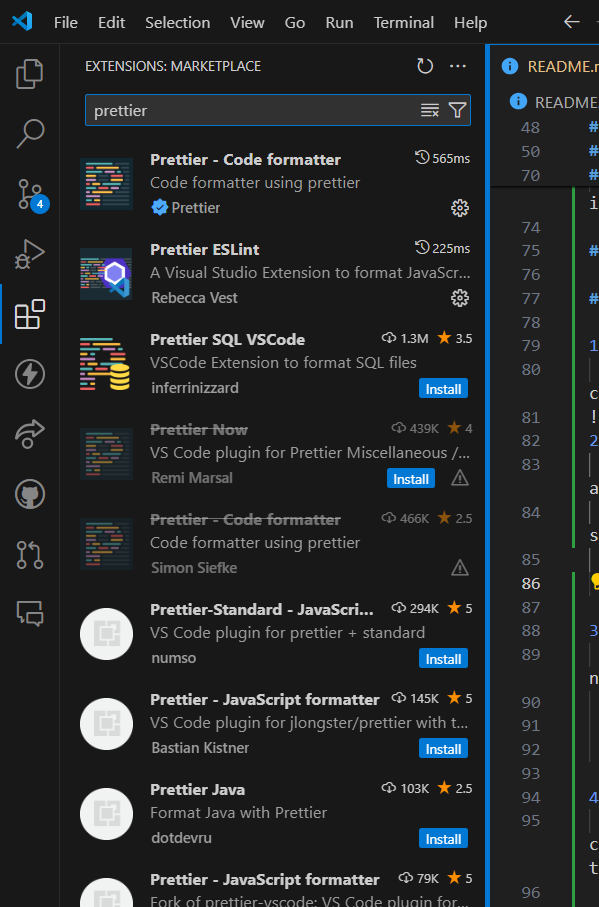 File Edit Selection View Go Run Terminal Help
EXTENSIONS: MARKETPLACE
prettier
4
Prettier - Code formatter 565ms
Code formatter using prettier
Prettier
Prettier ESLint 225ms
A Visual Studio Extension to format JavaScr...
Rebecca Vest
Prettier SQL VSCode 1.3M 3.5
VSCode Extension to format SQL files
inferrinizzard Install
Prettier Now 439K 4
VS Code plugin for Prettier Miscellaneous /...
Remi Marsal Install
Prettier - Code formatter 466K 2.5
Code formatter using prettier
Simon Siefke
Prettier-Standard - JavaScri... 294K 5
VS Code plugin for prettier + standard
numso Install
Prettier - JavaScript formatter 145K 5
VS Code plugin for jlongster/prettier with t...
Bastian Kistner Install
Prettier Java 103K 2.5
Format Java with Prettier
dotdevru Install
Prettier - JavaScript formatter 79K 5
Fork of prettier-vscode: VS Code plugin for...
README.r
README
48 #
50 #
70 #
i
74
75 #
76
77 #
78
79 1
80
c
81 !
82 2
83
a
84
s
85
86
87
88 3
89
n
90
91
92
93
94 4
95
c
t
96